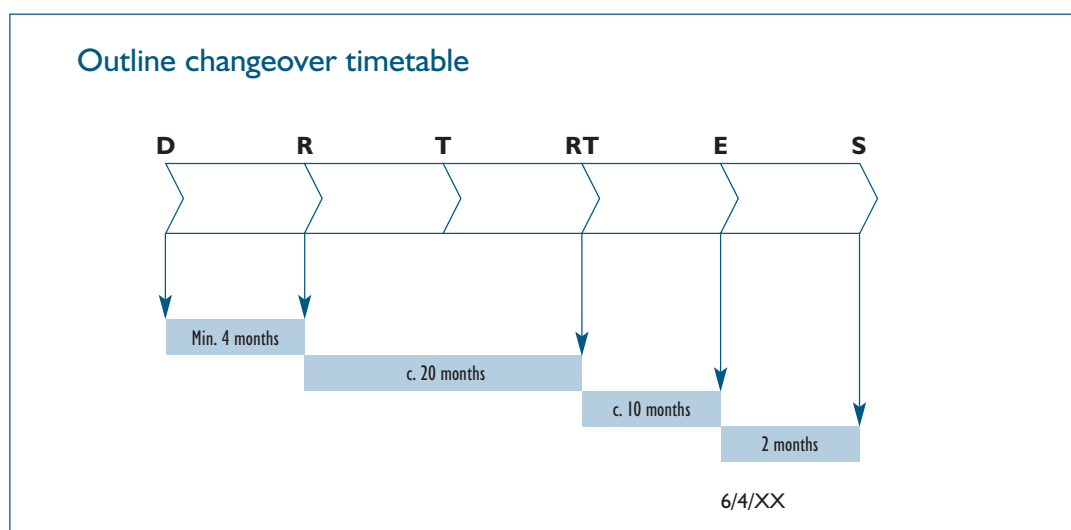 Outline changeover timetable
D R T RT E S
Min. 4 months
c. 20 months
c. 10 months
2 months
6/4/XX